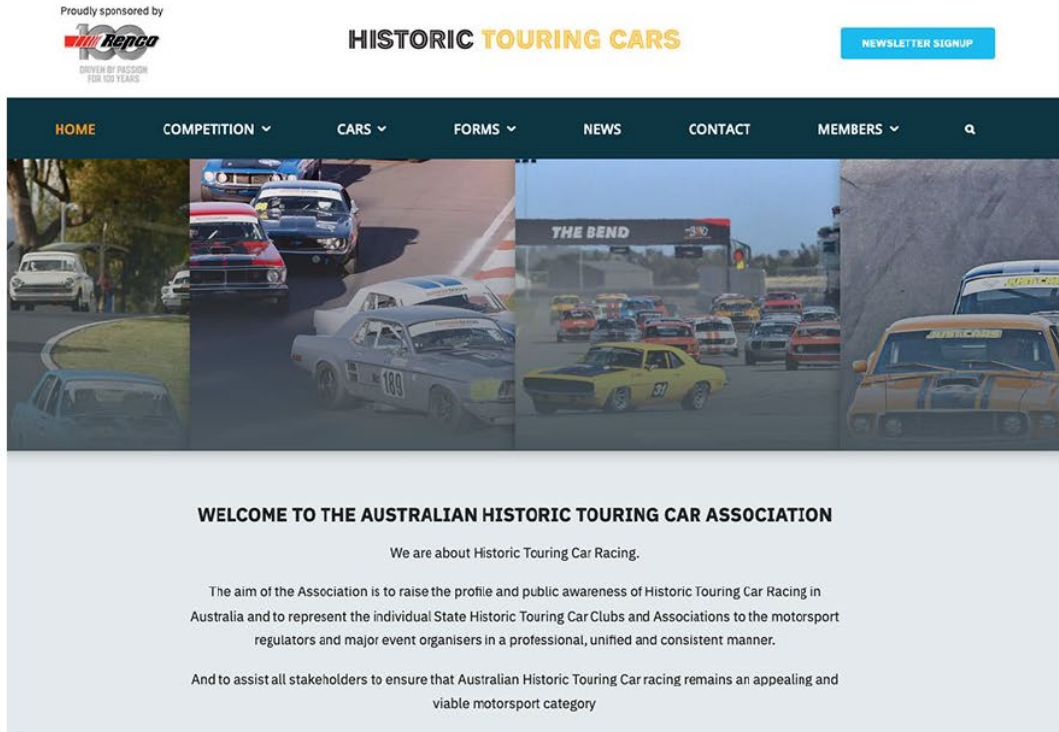 Proudly sponsored by
100
Repco
DRIVEN BY PASSION
FOR 100 YEARS
HISTORIC TOURING CARS
NEWSLETTER SIGNUP
HOME COMPETITION CARS FORMS NEWS CONTACT MEMBERS
THE BEND
189
31
JUSTCARS
WELCOME TO THE AUSTRALIAN HISTORIC TOURING CAR ASSOCIATION
We are about Historic Touring Car Racing.
The aim of the Association is to raise the profile and public awareness of Historic Touring Car Racing in
Australia and to represent the individual State Historic Touring Car Clubs and Associations to the motorsport
regulators and major event organisers in a professional, unified and consistent manner.
And to assist all stakeholders to ensure that Australian Historic Touring Car racing remains an appealing and
viable motorsport category